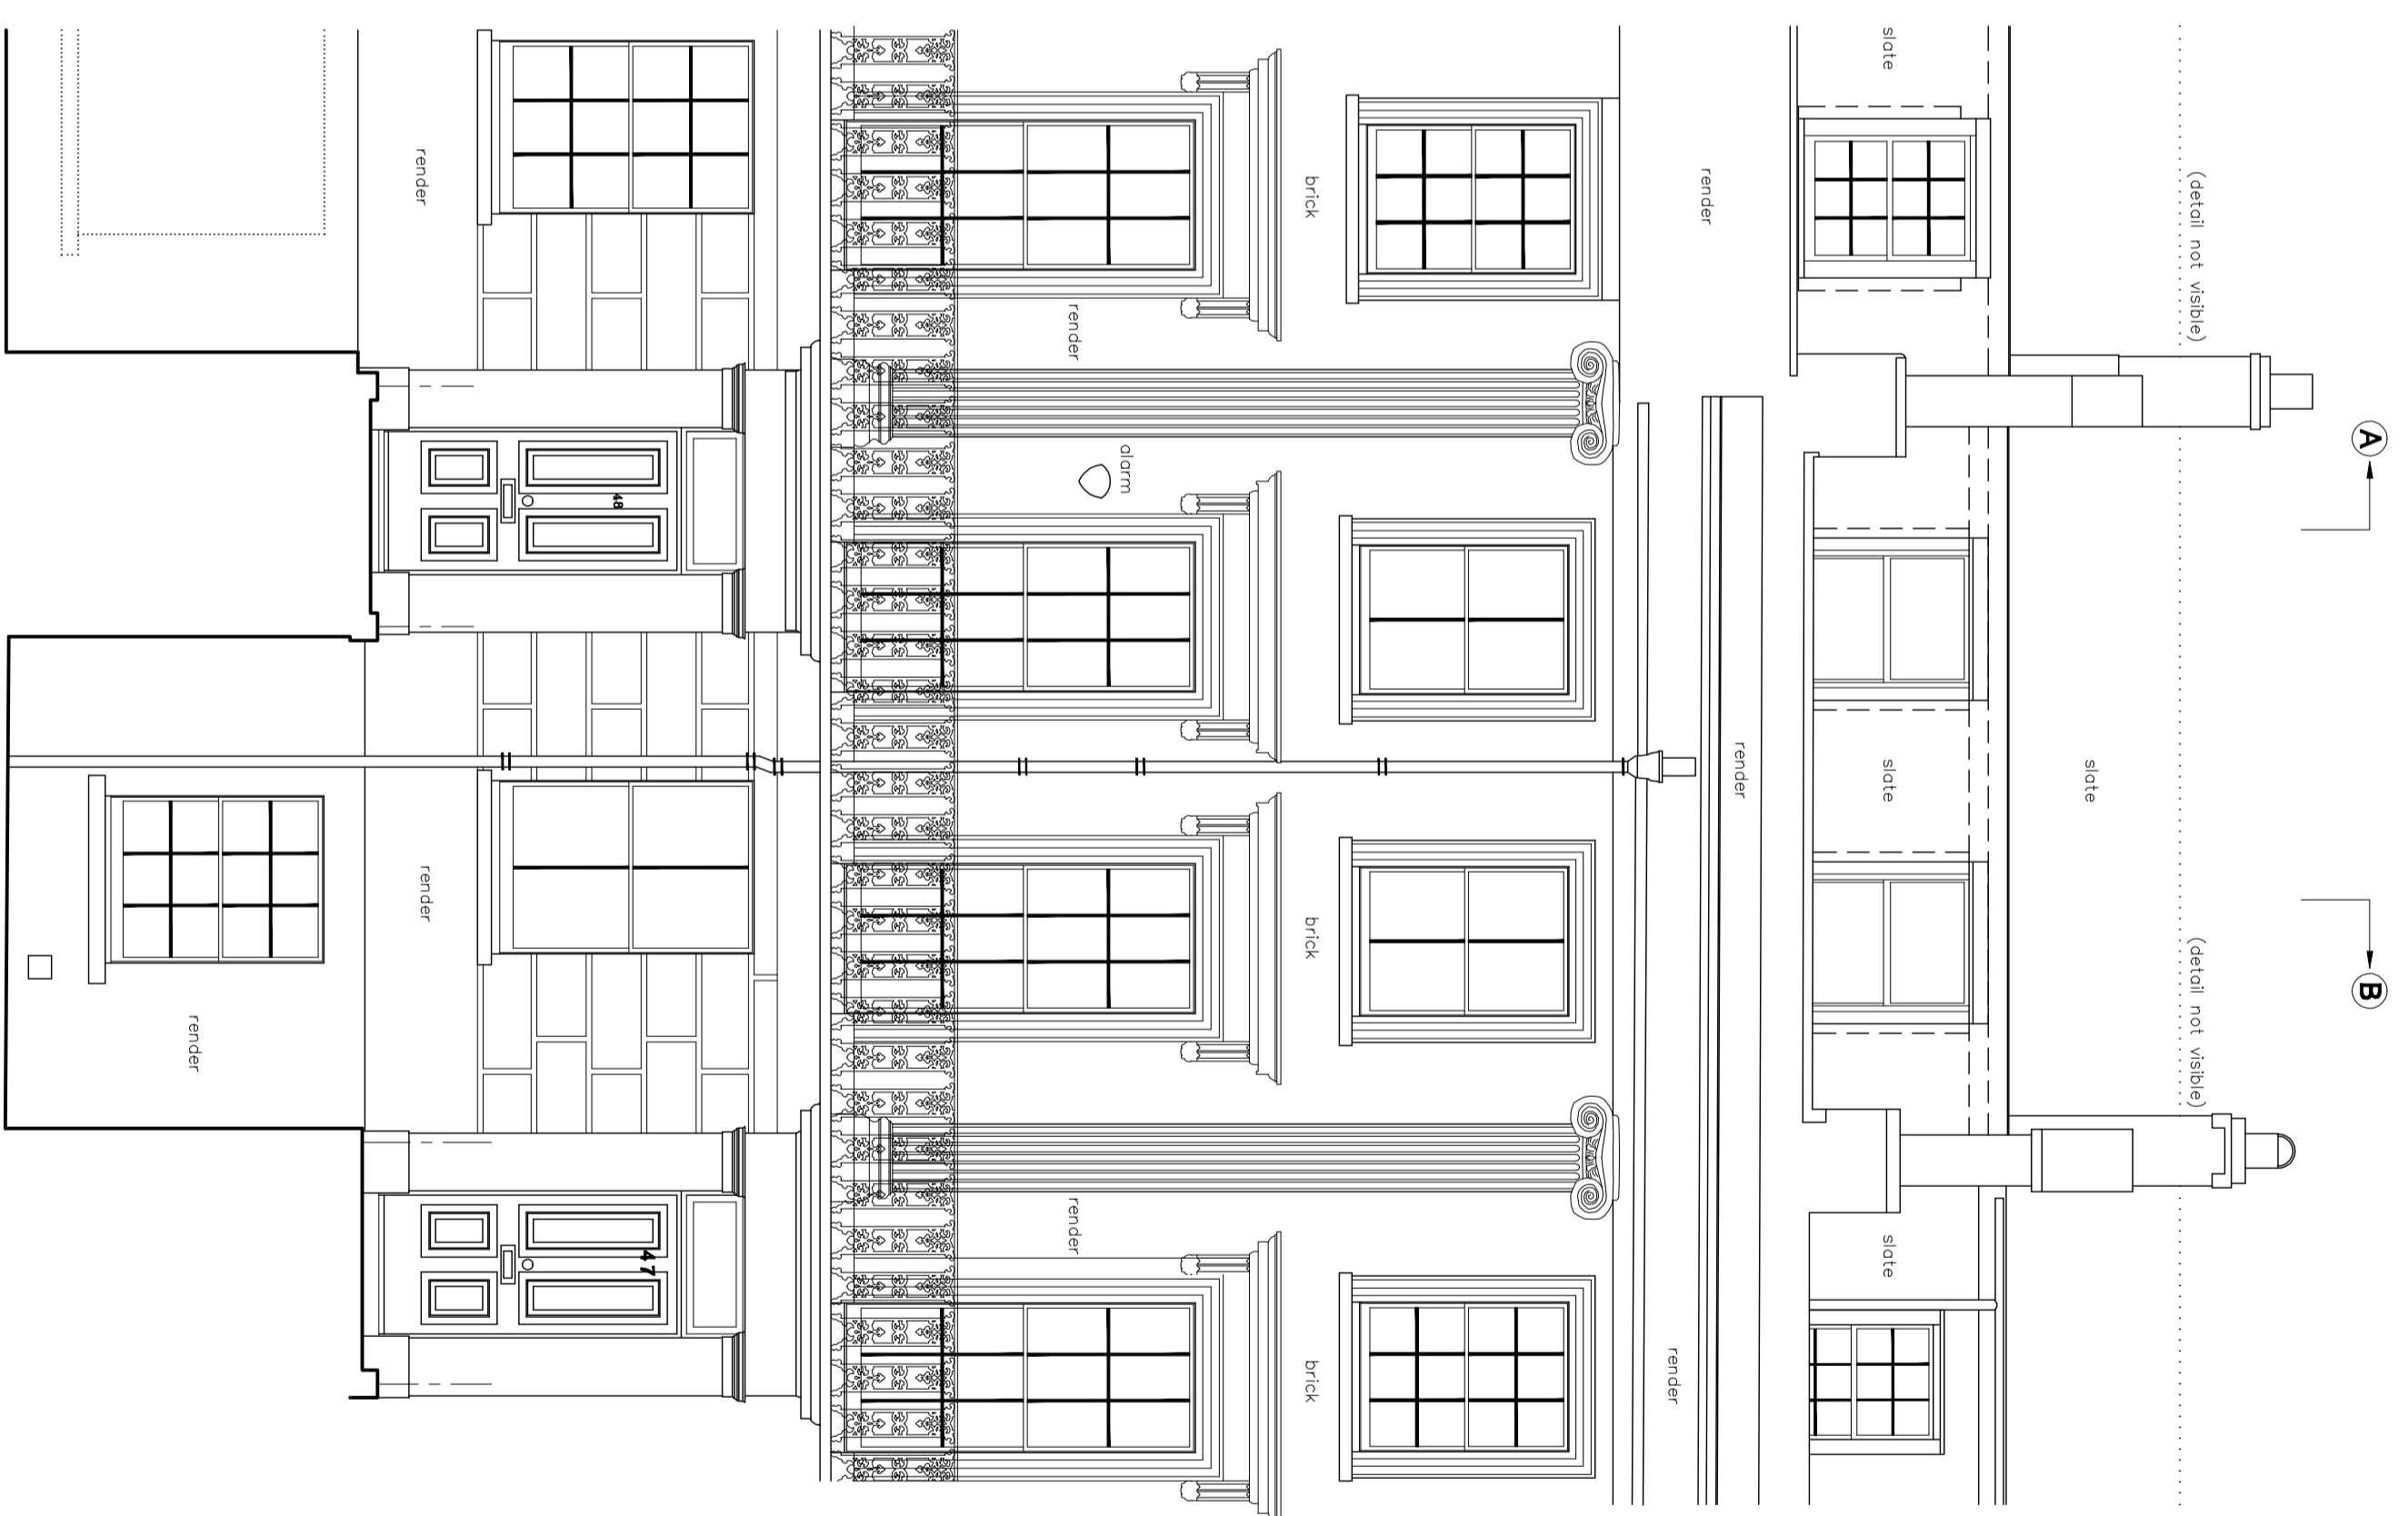 A
B
(detail not visible)
(detail not visible)
slate
slate
slate
slate
render
render
render
brick
brick
brick
alarm
render
render
48
47
render
render
render